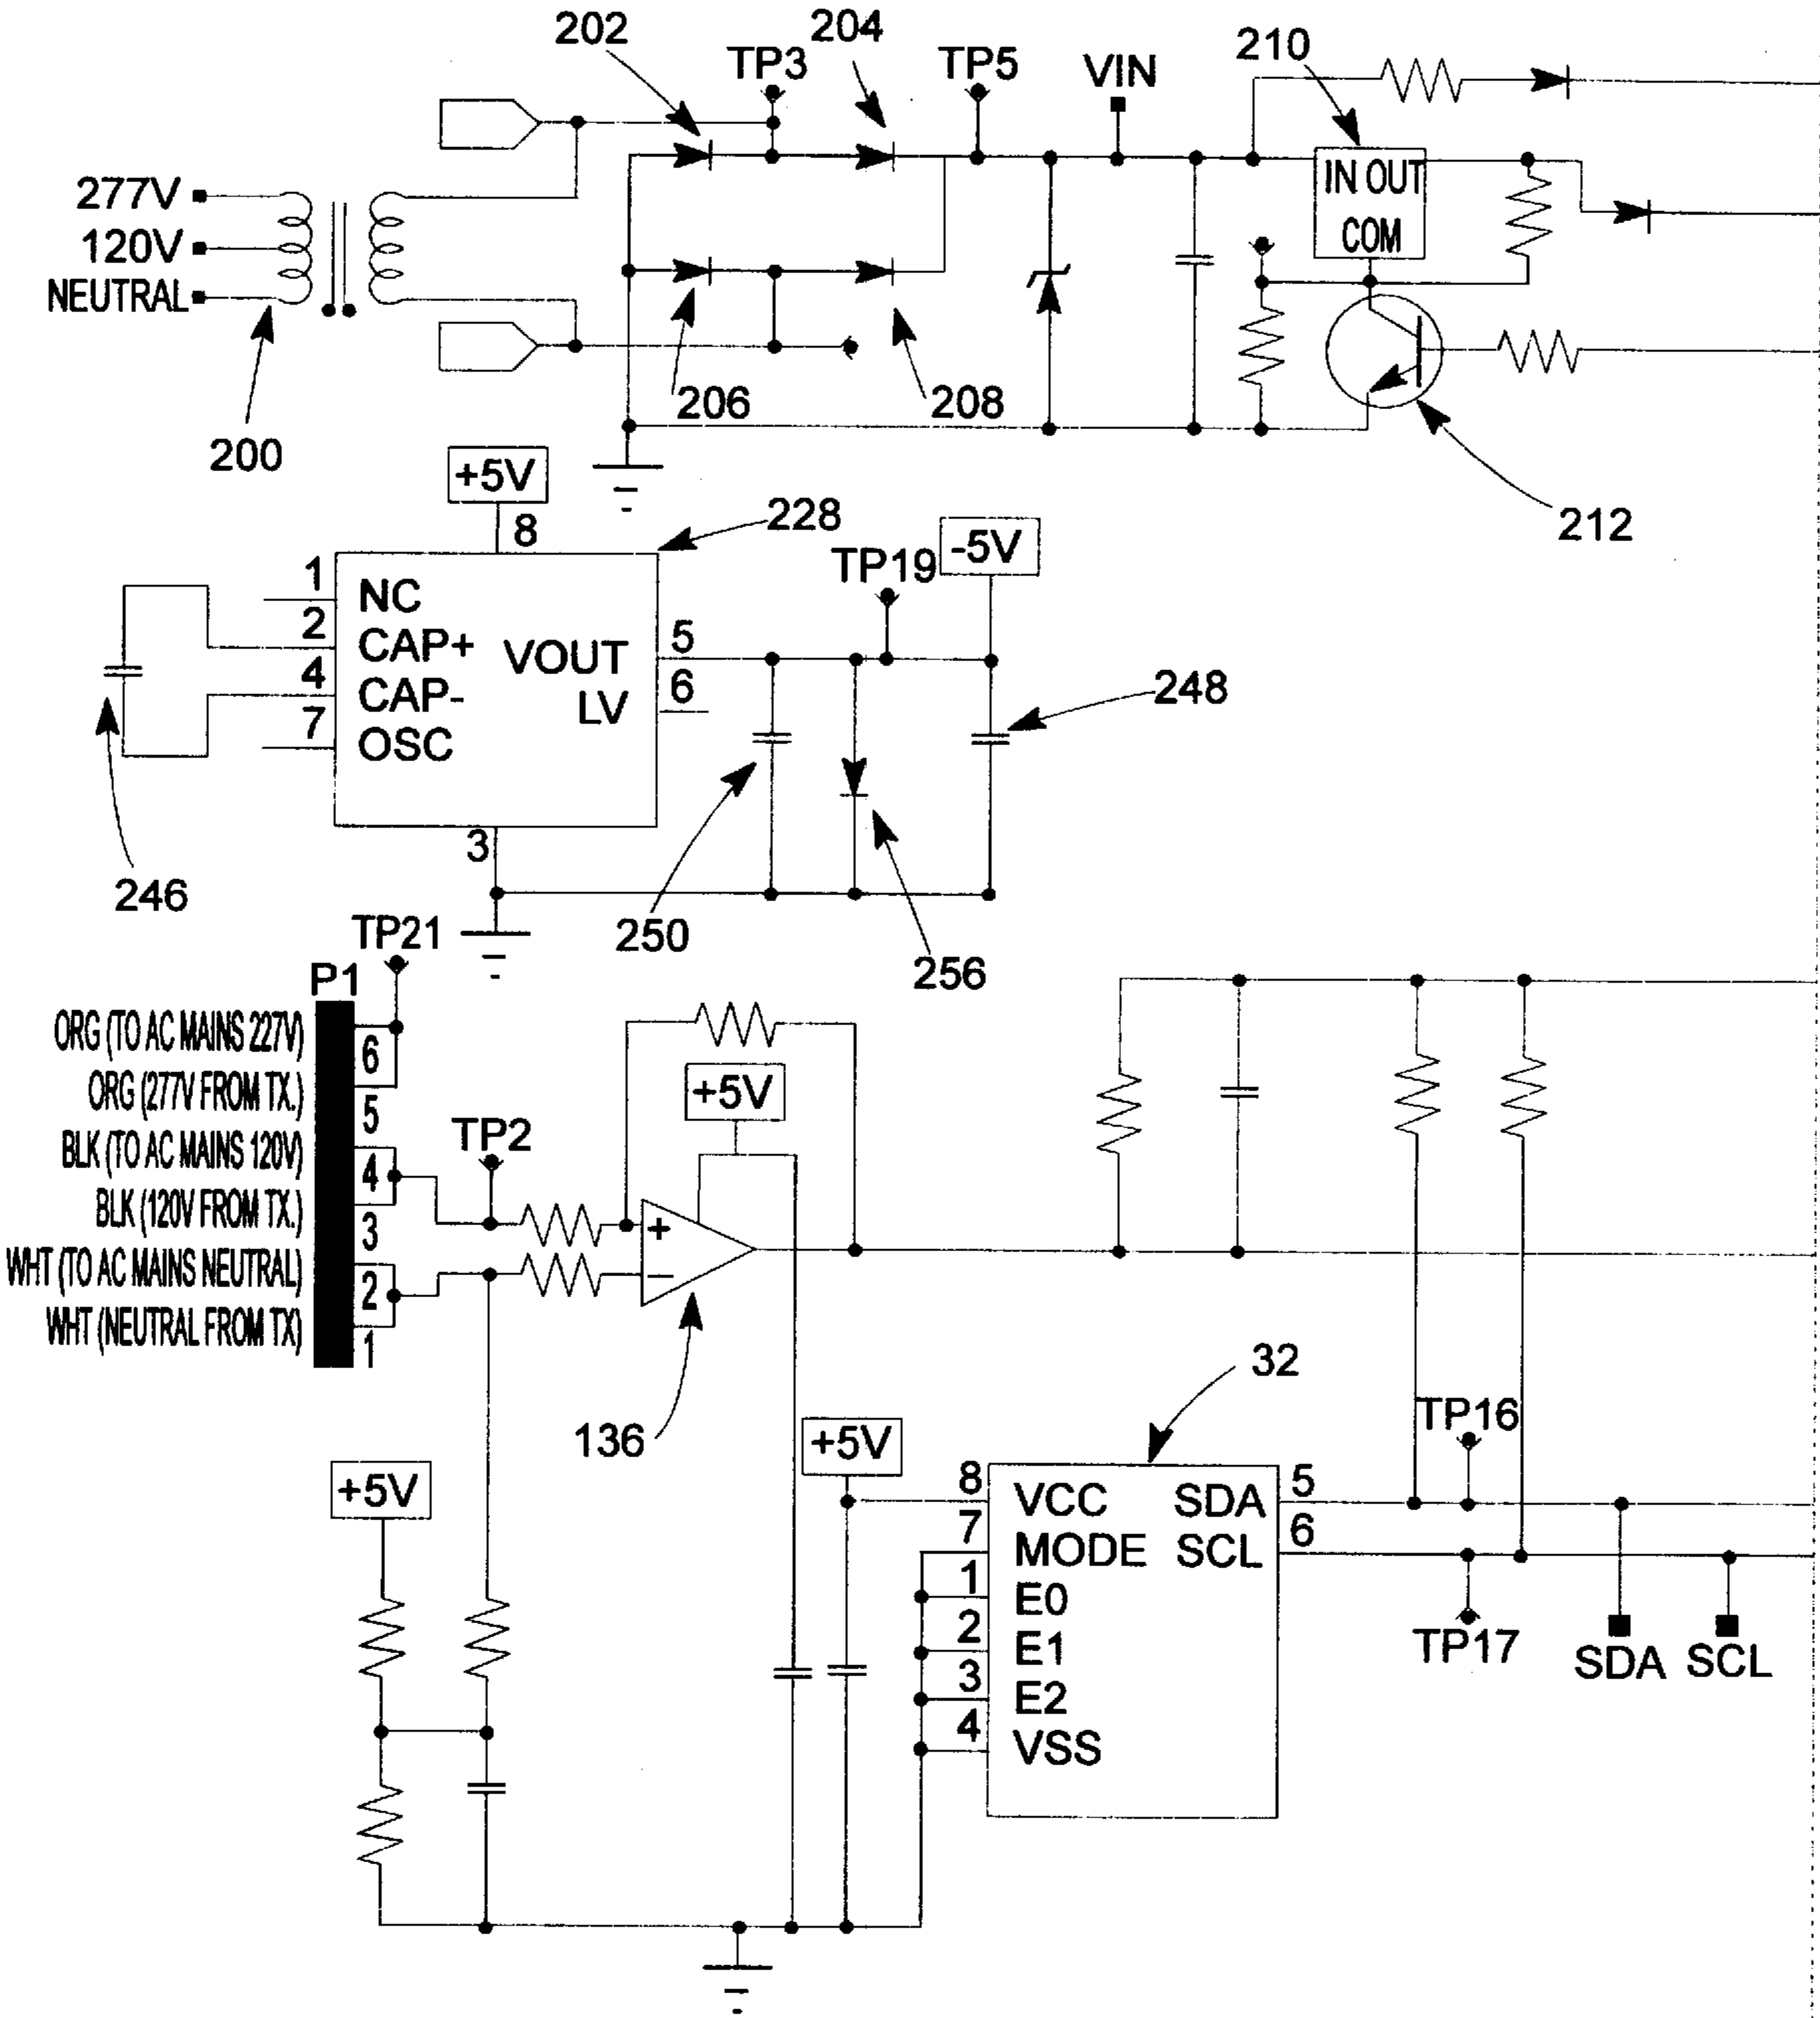 202
204
TP3
TP5
VIN
210
277V
120V
NEUTRAL
IN OUT
COM
200
206
208
212
+5V
8
228
1
2
4
7
NC
CAP+
CAP-
OSC
VOUT
LV
5
6
3
TP19
-5V
248
246
250
256
TP21
P1
ORG (TO AC MAINS 227V)
6
ORG (277V FROM TX.)
5
BLK (TO AC MAINS 120V)
4
BLK (120V FROM TX.)
3
WHT (TO AC MAINS NEUTRAL)
2
WHT (NEUTRAL FROM TX)
1
TP2
+5V
+
−
136
32
+5V
+5V
8
7
1
2
3
4
VCC
MODE
E0
E1
E2
VSS
SDA
SCL
5
6
TP16
TP17
SDA
SCL